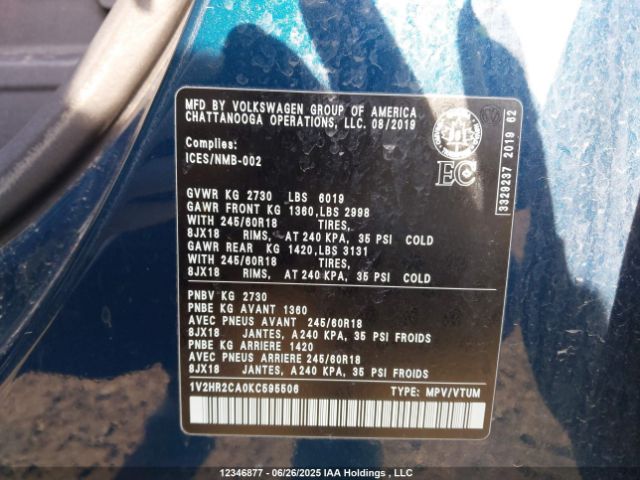 MFD BY VOLKSWAGEN GROUP OF AMERICA
CHATTANOOGA OPERATIONS, LLC. 08/2019
Complies:
ICES/NMB-002
EC
3329237 2019 62
GVWR KG 2730 LBS 6019
GAWR FRONT KG 1360,LBS 2998
WITH 245/60R18 TIRES,
8JX18 RIMS, AT 240 KPA, 35 PSI COLD
GAWR REAR KG 1420,LBS 3131
WITH 245/60R18 TIRES,
8JX18 RIMS, AT 240 KPA, 35 PSI COLD
PNBV KG 2730
PNBE KG AVANT 1360
AVEC PNEUS AVANT 245/60R18
8JX18 JANTES, A 240 KPA, 35 PSI FROIDS
PNBE KG ARRIERE 1420
AVEC PNEUS ARRIERE 245/60R18
8JX18 JANTES, A 240 KPA, 35 PSI FROIDS
1V2HR2CA0KC595506 TYPE: MPV/VTUM
12346877 - 06/26/2025 IAA Holdings , LLC